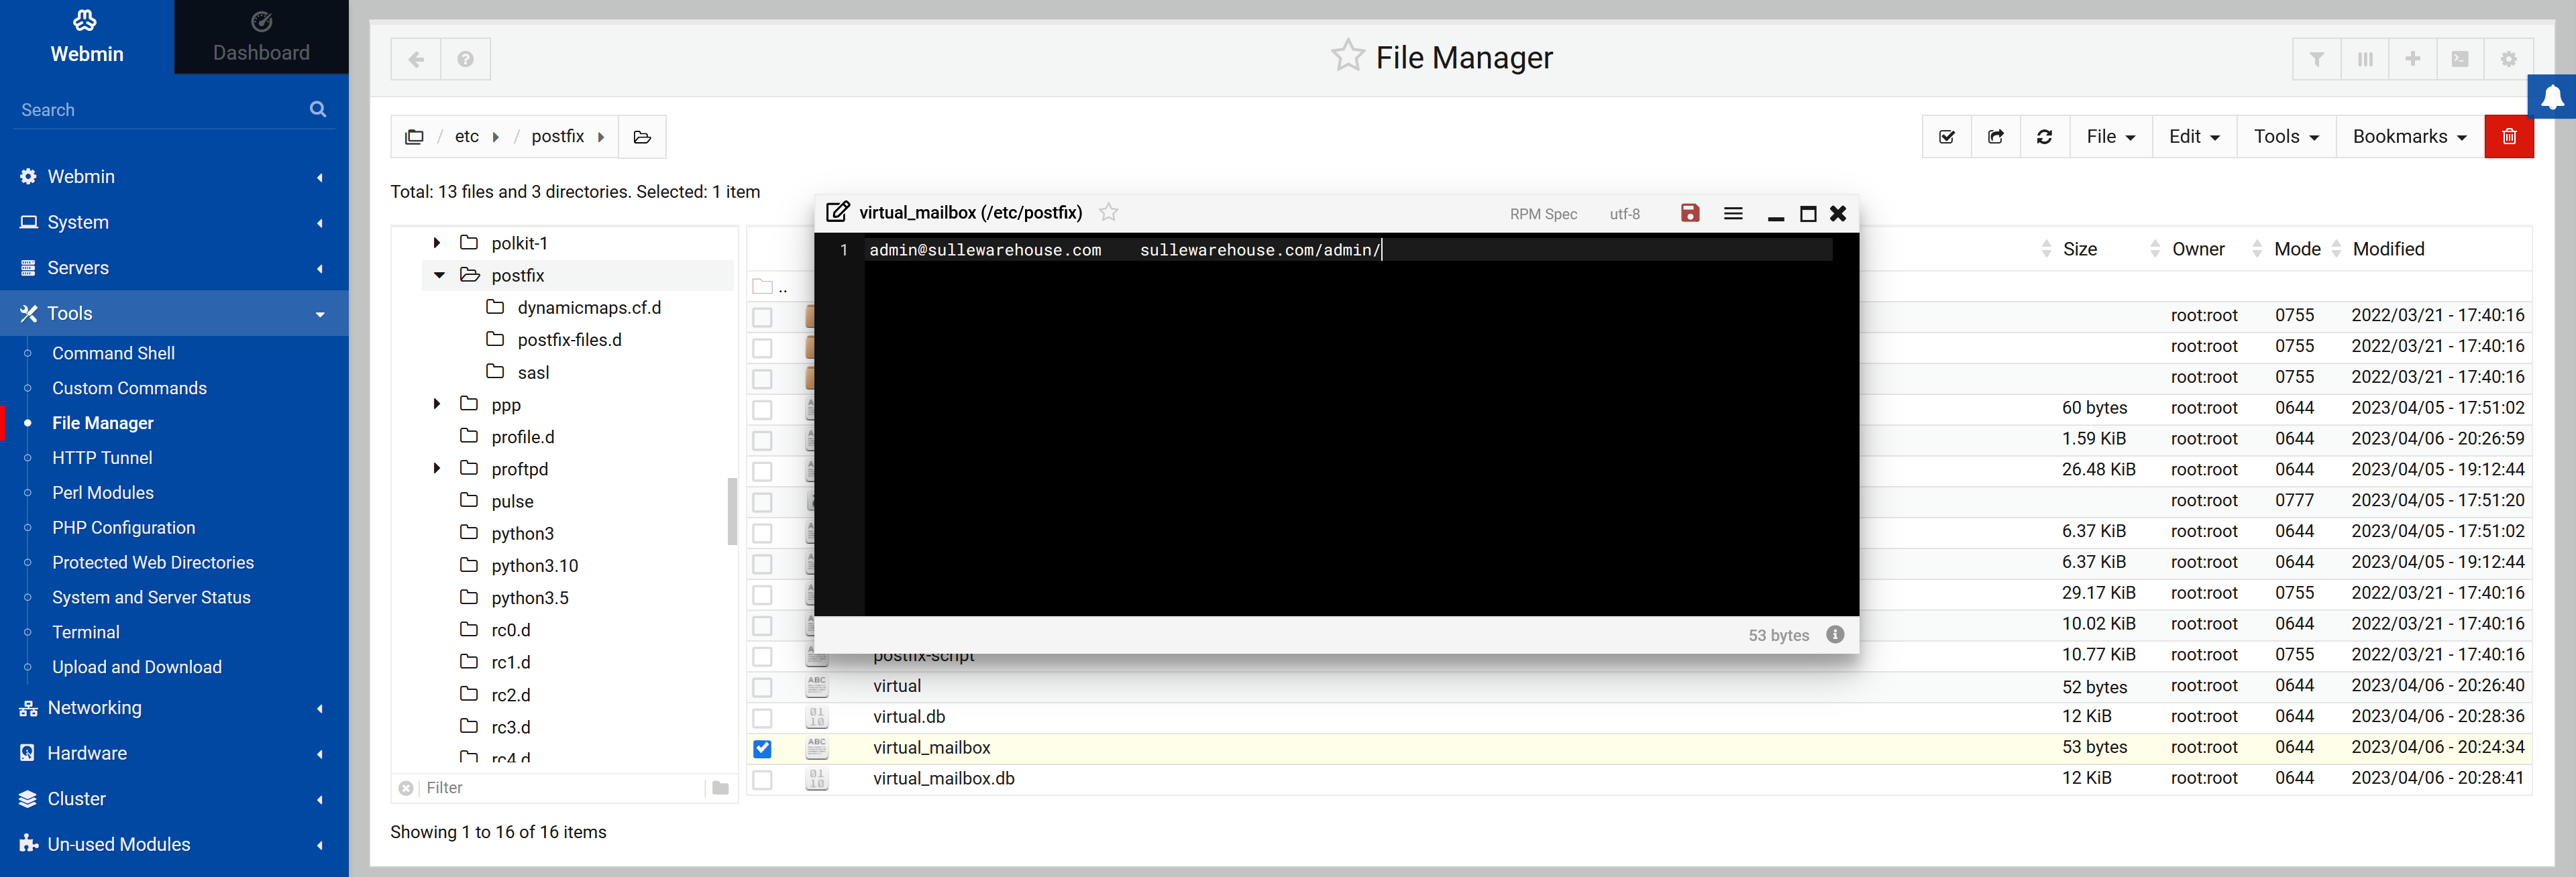 Webmin
Dashboard
Search
Webmin
System
Servers
Tools
Command Shell
Custom Commands
File Manager
HTTP Tunnel
Perl Modules
PHP Configuration
Protected Web Directories
System and Server Status
Terminal
Upload and Download
Networking
Hardware
Cluster
Un-used Modules
File Manager
/ etc / postfix
File Edit Tools Bookmarks
Total: 13 files and 3 directories. Selected: 1 item
polkit-1
postfix
dynamicmaps.cf.d
postfix-files.d
sasl
ppp
profile.d
proftpd
pulse
python3
python3.10
python3.5
rc0.d
rc1.d
rc2.d
rc3.d
rc4.d
Filter
Showing 1 to 16 of 16 items
virtual_mailbox (/etc/postfix) RPM Spec utf-8
1 admin@sullewarehouse.com sullewarehouse.com/admin/
53 bytes
Size Owner Mode Modified
..
root:root 0755 2022/03/21 - 17:40:16
root:root 0755 2022/03/21 - 17:40:16
root:root 0755 2022/03/21 - 17:40:16
60 bytes root:root 0644 2023/04/05 - 17:51:02
1.59 KiB root:root 0644 2023/04/06 - 20:26:59
26.48 KiB root:root 0644 2023/04/05 - 19:12:44
root:root 0777 2023/04/05 - 17:51:20
6.37 KiB root:root 0644 2023/04/05 - 17:51:02
6.37 KiB root:root 0644 2023/04/05 - 19:12:44
29.17 KiB root:root 0755 2022/03/21 - 17:40:16
10.02 KiB root:root 0644 2022/03/21 - 17:40:16
postfix-script 10.77 KiB root:root 0755 2022/03/21 - 17:40:16
ABC virtual 52 bytes root:root 0644 2023/04/06 - 20:26:40
01 10 virtual.db 12 KiB root:root 0644 2023/04/06 - 20:28:36
ABC virtual_mailbox 53 bytes root:root 0644 2023/04/06 - 20:24:34
01 10 virtual_mailbox.db 12 KiB root:root 0644 2023/04/06 - 20:28:41